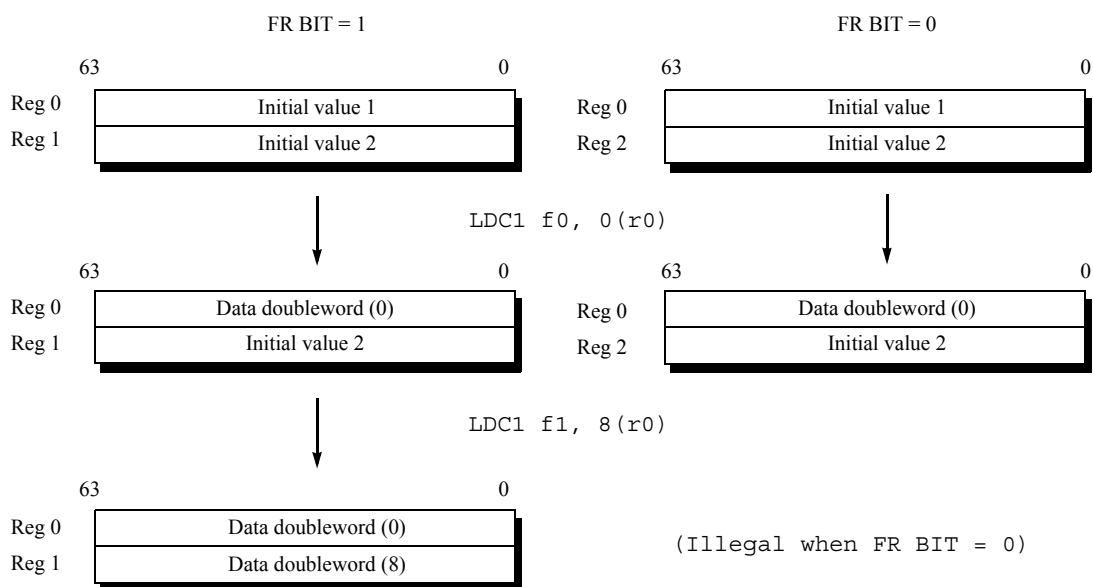 FR BIT = 1 FR BIT = 0
63 0 63 0
Reg 0 Initial value 1 Reg 0 Initial value 1
Reg 1 Initial value 2 Reg 2 Initial value 2
LDC1 f0, 0(r0)
63 0 63 0
Reg 0 Data doubleword (0) Reg 0 Data doubleword (0)
Reg 1 Initial value 2 Reg 2 Initial value 2
LDC1 f1, 8(r0)
63 0
Reg 0 Data doubleword (0)
Reg 1 Data doubleword (8)
(Illegal when FR BIT = 0)